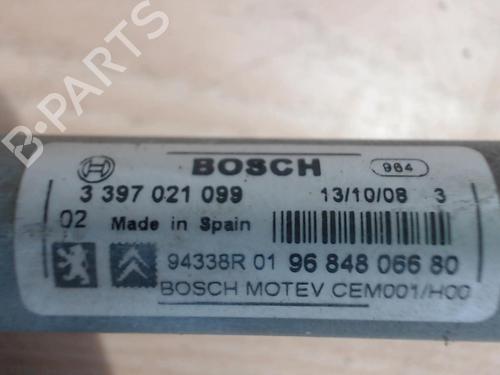 BOSCH 964
3 397 021 099 13/10/08 3
02 Made in Spain
94338R 01 96 848 066 80
BOSCH MOTEV CEM001/H00
B-PARTS